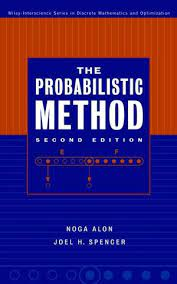 Wiley-Interscience Series in Discrete Mathematics and Optimization
THE
PROBABILISTIC
METHOD
SECOND EDITION
E F
NOGA ALON
JOEL H. SPENCER